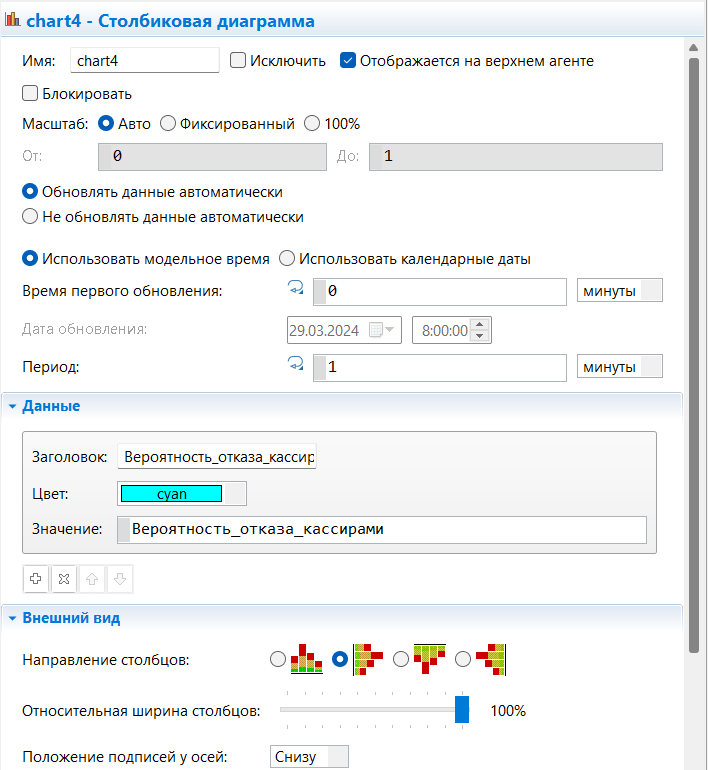 chart4 - Столбиковая диаграмма
Имя: chart4 Исключить Отображается на верхнем агенте
Блокировать
Масштаб: Авто Фиксированный 100%
От: 0 До: 1
Обновлять данные автоматически
Не обновлять данные автоматически
Использовать модельное время Использовать календарные даты
Время первого обновления: 0 минуты
Дата обновления: 29.03.2024 8:00:00
Период: 1 минуты
Данные
Заголовок: Вероятность_отказа_кассир
Цвет: cyan
Значение: Вероятность_отказа_кассирами
Внешний вид
Направление столбцов:
Относительная ширина столбцов: 100%
Положение подписей у осей: Снизу